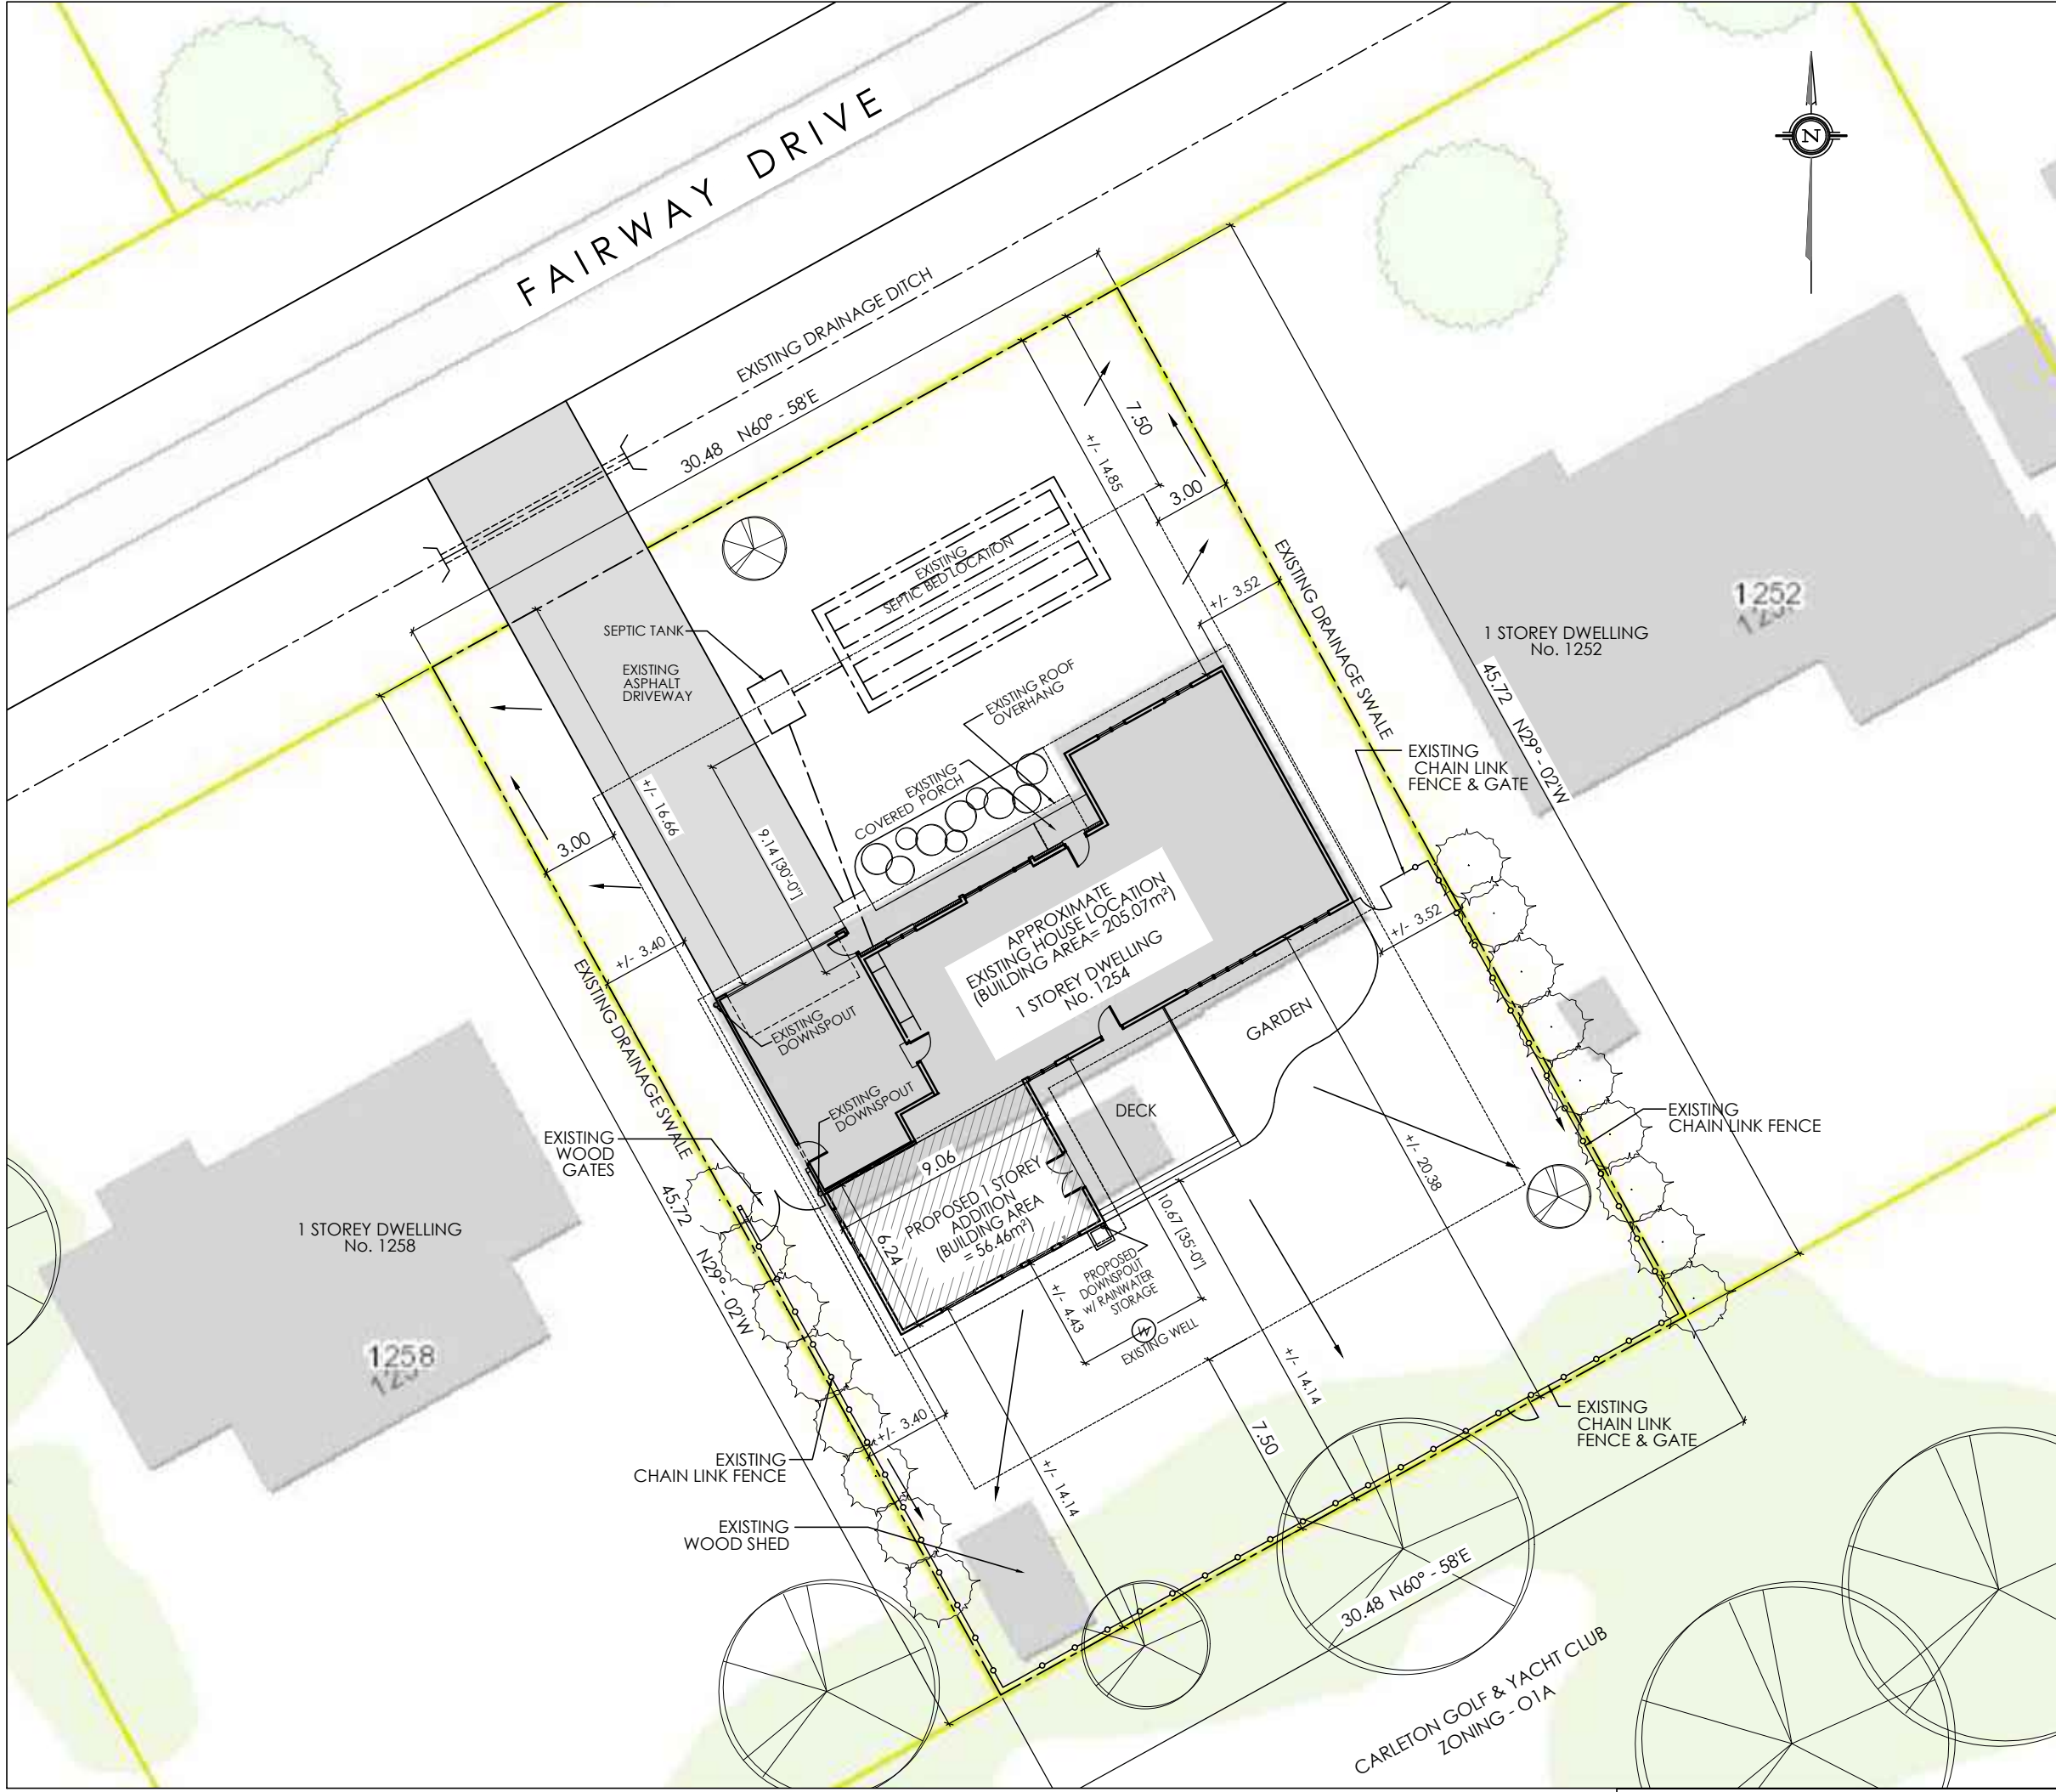 FAIRWAY DRIVE
N
EXISTING DRAINAGE DITCH
30.48 N60° - 58'E
7.50
+/- 14.85
3.00
EXISTING
SEPTIC BED LOCATION
+/- 3.52
EXISTING DRAINAGE SWALE
1252
1 STOREY DWELLING
No. 1252
45.72 N29° - 02'W
SEPTIC TANK
EXISTING
ASPHALT
DRIVEWAY
EXISTING ROOF
OVERHANG
EXISTING
COVERED PORCH
EXISTING
CHAIN LINK
FENCE & GATE
+/- 16.66
9.14 [30'-0"]
3.00
+/- 3.40
EXISTING DRAINAGE SWALE
APPROXIMATE
EXISTING HOUSE LOCATION
(BUILDING AREA= 205.07m²)
1 STOREY DWELLING
No. 1254
+/- 3.52
GARDEN
EXISTING
DOWNSPOUT
EXISTING
DOWNSPOUT
DECK
EXISTING
CHAIN LINK FENCE
EXISTING
WOOD
GATES
9.06
6.24
PROPOSED 1 STOREY
ADDITION
(BUILDING AREA
= 56.46m²)
10.67 [35'-0"]
+/- 20.38
45.72 N29° - 02'W
1 STOREY DWELLING
No. 1258
1258
PROPOSED
DOWNSPOUT
w/ RAINWATER
STORAGE
+/- 4.43
W
EXISTING WELL
+/- 14.14
7.50
+/- 3.40
+/- 14.14
EXISTING
CHAIN LINK
FENCE & GATE
EXISTING
CHAIN LINK FENCE
EXISTING
WOOD SHED
30.48 N60° - 58'E
CARLETON GOLF & YACHT CLUB
ZONING - O1A